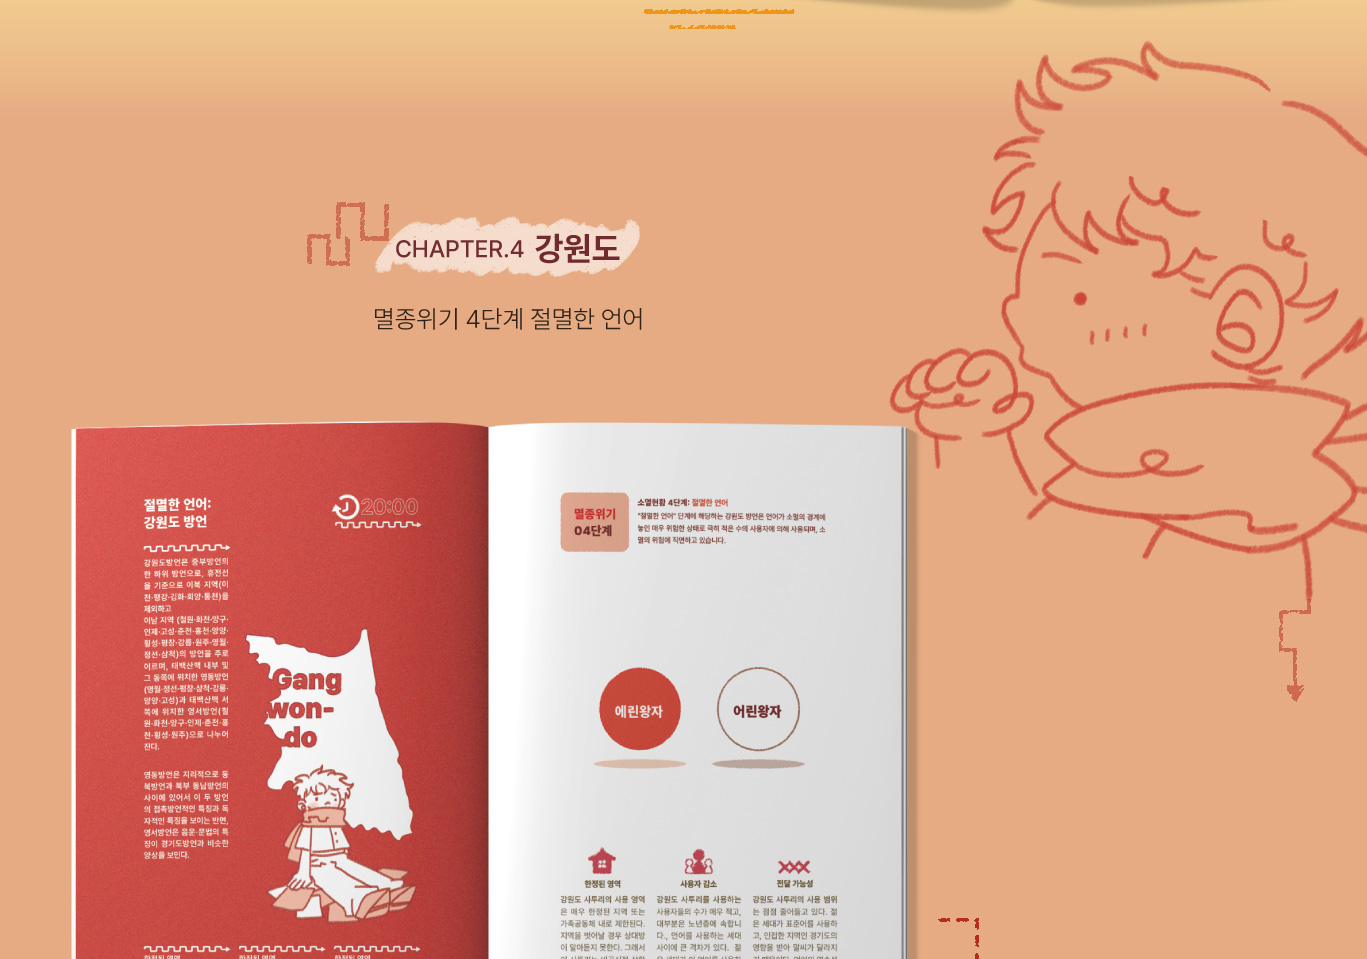 CHAPTER.4 강원도
멸종위기 4단계 절멸한 언어
절멸한 언어:
강원도 방언
20:00
강원도방언은 중부방언의
한 하위 방언으로, 휴전선
을 기준으로 이북 지역(이
천·평강·김화·회양·통천)을
제외하고
이남 지역 (철원·화천·양구·
인제·고성·춘천·홍천·양양·
횡성·평창·강릉·원주·영월·
정선·삼척)의 방언을 주로
이르며, 태백산맥 내부 및
그 동쪽에 위치한 영동방언
(영월·정선·평창·삼척·강릉·
양양·고성)과 태백산맥 서
쪽에 위치한 영서방언(철
원·화천·양구·인제·춘천·홍
천·횡성·원주)으로 나누어
진다.
영동방언은 지리적으로 동
북방언과 북부 동남방언의
사이에 있어서 이 두 방언
의 접촉방언적인 특징과 독
자적인 특징을 보이는 반면,
영서방언은 음운·문법의 특
징이 경기도방언과 비슷한
양상을 보인다.
Gang
won-
do
한정된 영역
한정된 영역
한정된 영역
멸종위기
04단계
소멸현황 4단계: 절멸한 언어
"절멸한 언어" 단계에 해당하는 강원도 방언은 언어가 소멸의 경계에
놓인 매우 위험한 상태로 극히 적은 수의 사용자에 의해 사용되며, 소
멸의 위험에 직면하고 있습니다.
에린왕자
어린왕자
한정된 영역
강원도 사투리의 사용 영역
은 매우 한정된 지역 또는
가족공동체 내로 제한된다.
지역을 벗어날 경우 상대방
이 알아듣지 못한다. 그래서
사용자 감소
강원도 사투리를 사용하는
사용자들의 수가 매우 적고,
대부분은 노년층에 속합니
다., 언어를 사용하는 세대
사이에 큰 격차가 있다. 젊
전달 가능성
강원도 사투리의 사용 범위
는 점점 줄어들고 있다. 젊
은 세대가 표준어를 사용하
고, 인접한 지역인 경기도의
영향을 받아 말씨가 달라지